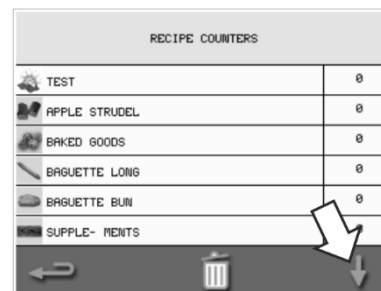 RECIPE COUNTERS
TEST 0
APPLE STRUDEL 0
BAKED GOODS 0
BAGUETTE LONG 0
BAGUETTE BUN 0
SUPPLE- MENTS